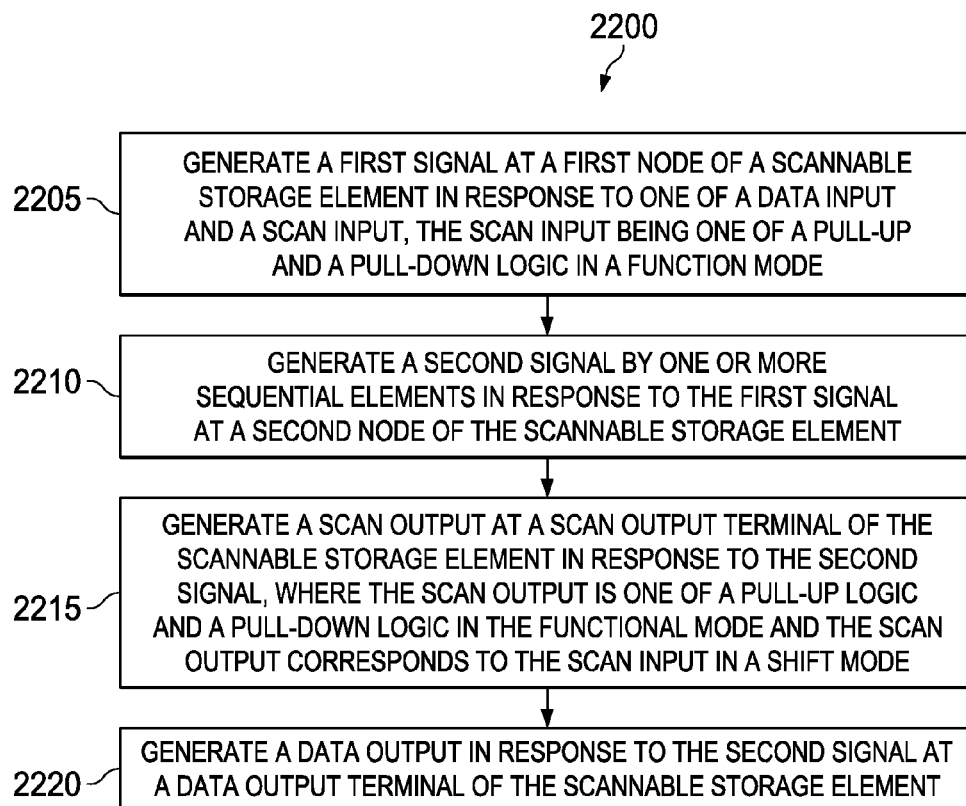 2200
2205
GENERATE A FIRST SIGNAL AT A FIRST NODE OF A SCANNABLE
STORAGE ELEMENT IN RESPONSE TO ONE OF A DATA INPUT
AND A SCAN INPUT, THE SCAN INPUT BEING ONE OF A PULL-UP
AND A PULL-DOWN LOGIC IN A FUNCTION MODE
2210
GENERATE A SECOND SIGNAL BY ONE OR MORE
SEQUENTIAL ELEMENTS IN RESPONSE TO THE FIRST SIGNAL
AT A SECOND NODE OF THE SCANNABLE STORAGE ELEMENT
2215
GENERATE A SCAN OUTPUT AT A SCAN OUTPUT TERMINAL OF THE
SCANNABLE STORAGE ELEMENT IN RESPONSE TO THE SECOND
SIGNAL, WHERE THE SCAN OUTPUT IS ONE OF A PULL-UP LOGIC
AND A PULL-DOWN LOGIC IN THE FUNCTIONAL MODE AND THE SCAN
OUTPUT CORRESPONDS TO THE SCAN INPUT IN A SHIFT MODE
2220
GENERATE A DATA OUTPUT IN RESPONSE TO THE SECOND SIGNAL AT
A DATA OUTPUT TERMINAL OF THE SCANNABLE STORAGE ELEMENT